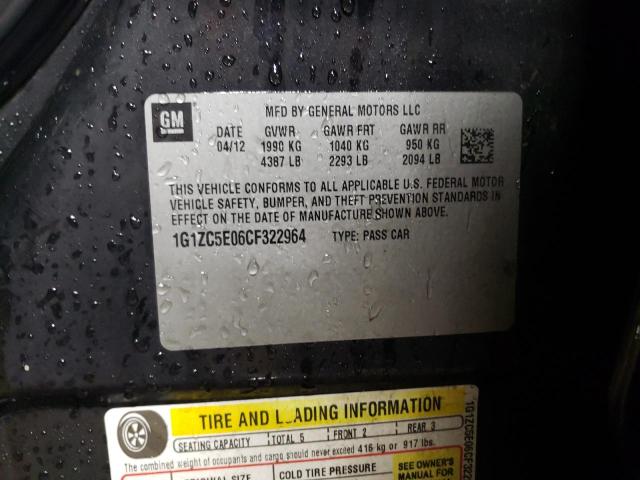 GM
MFD BY GENERAL MOTORS LLC
DATE GVWR GAWR FRT GAWR RR
04/12 1990 KG 1040 KG 950 KG
4387 LB 2293 LB 2094 LB
THIS VEHICLE CONFORMS TO ALL APPLICABLE U.S. FEDERAL MOTOR
VEHICLE SAFETY, BUMPER, AND THEFT PREVENTION STANDARDS IN
EFFECT ON THE DATE OF MANUFACTURE SHOWN ABOVE.
1G1ZC5E06CF322964 TYPE: PASS CAR
TIRE AND LOADING INFORMATION
SEATING CAPACITY TOTAL 5 FRONT 2 REAR 3
The combined weight of occupants and cargo should never exceed 416 kg or 917 lbs.
ORIGINAL SIZE COLD TIRE PRESSURE
SEE OWNER'S
MANUAL FOR
1G1ZC5E06CF322